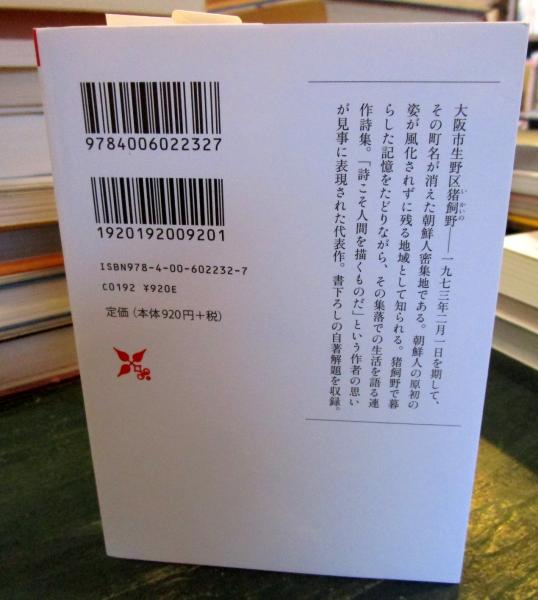 大阪市生野区猪飼野――一九七三年二月一日を期して、
いかいの
その町名が消えた朝鮮人密集地である。朝鮮人の原初の
姿が風化されずに残る地域として知られる。猪飼野で暮
らした記憶をたどりながら、その集落での生活を語る連
作詩集。「詩こそ人間を描くものだ」という作者の思い
が見事に表現された代表作。書下ろしの自著解題を収録。
9784006022327
1920192009201
ISBN978-4-00-602232-7
C0192 ¥920E
定価（本体920円+税）